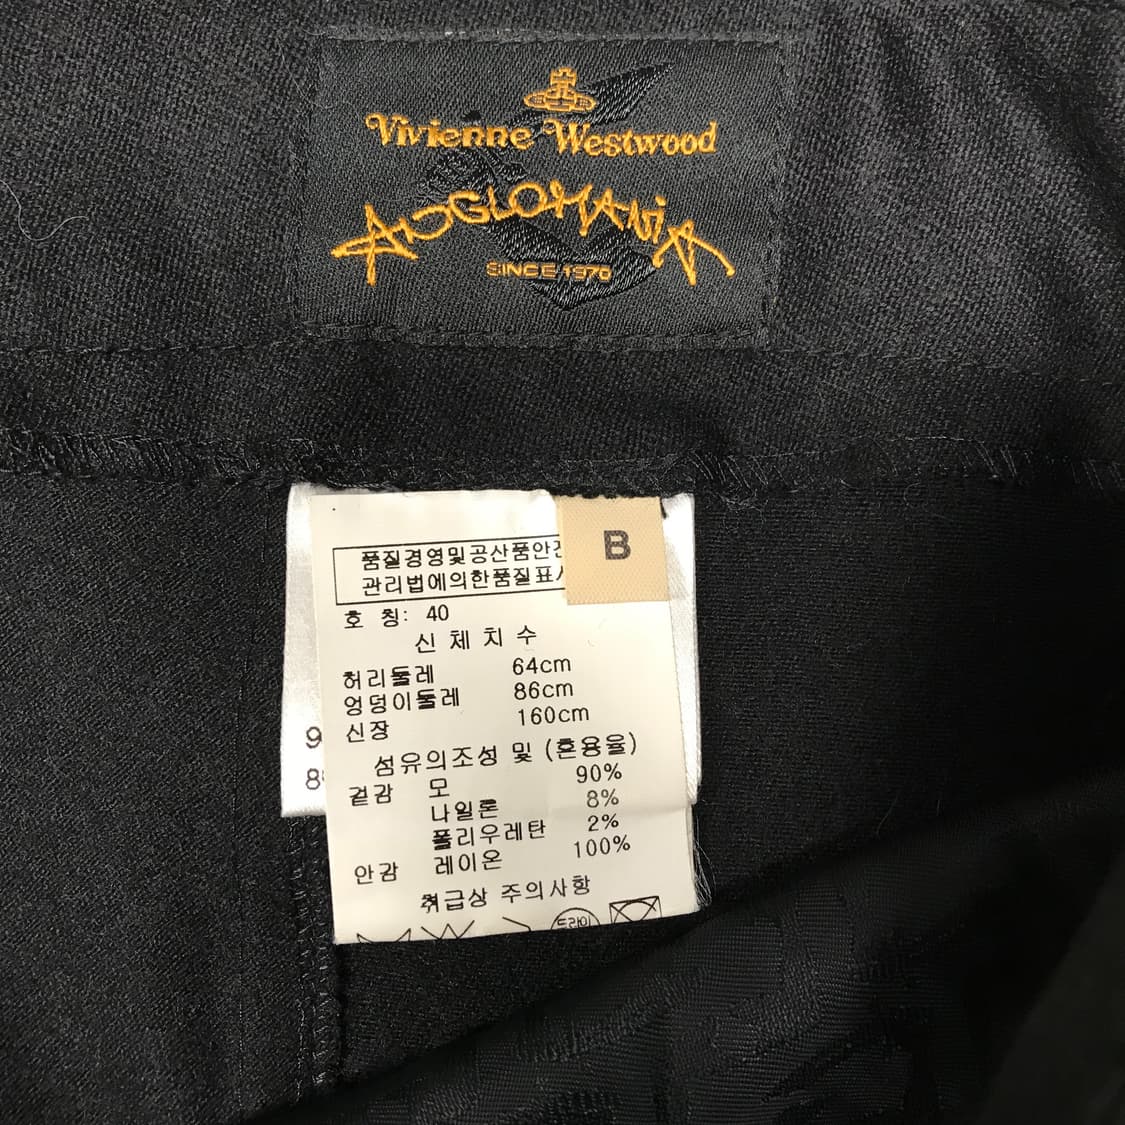 Vivienne Westwood
ANGLOMANIA
SINCE 1970
B
품질경영및공산품안전
관리법에의한품질표시
호 칭: 40
신 체 치 수
허리둘레 64cm
엉덩이둘레 86cm
신장 160cm
섬유의조성 및 (혼용율)
겉감 모 90%
나일론 8%
폴리우레탄 2%
안감 레이온 100%
취급상 주의사항
드라이
9
8